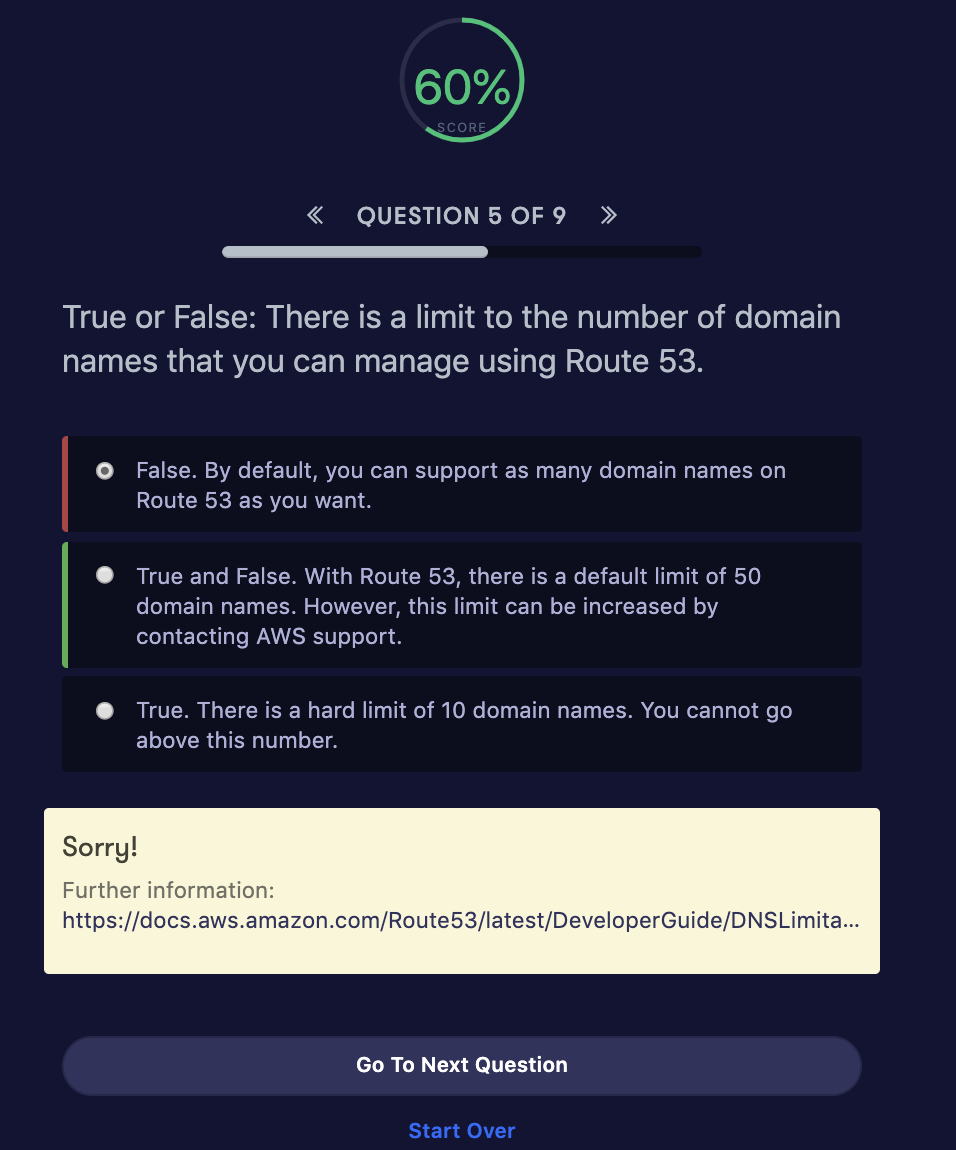 60%
SCORE
QUESTION 5 OF 9
True or False: There is a limit to the number of domain
names that you can manage using Route 53.
False. By default, you can support as many domain names on
Route 53 as you want.
True and False. With Route 53, there is a default limit of 50
domain names. However, this limit can be increased by
contacting AWS support.
True. There is a hard limit of 10 domain names. You cannot go
above this number.
Sorry!
Further information:
https://docs.aws.amazon.com/Route53/latest/DeveloperGuide/DNSLimita...
Go To Next Question
Start Over